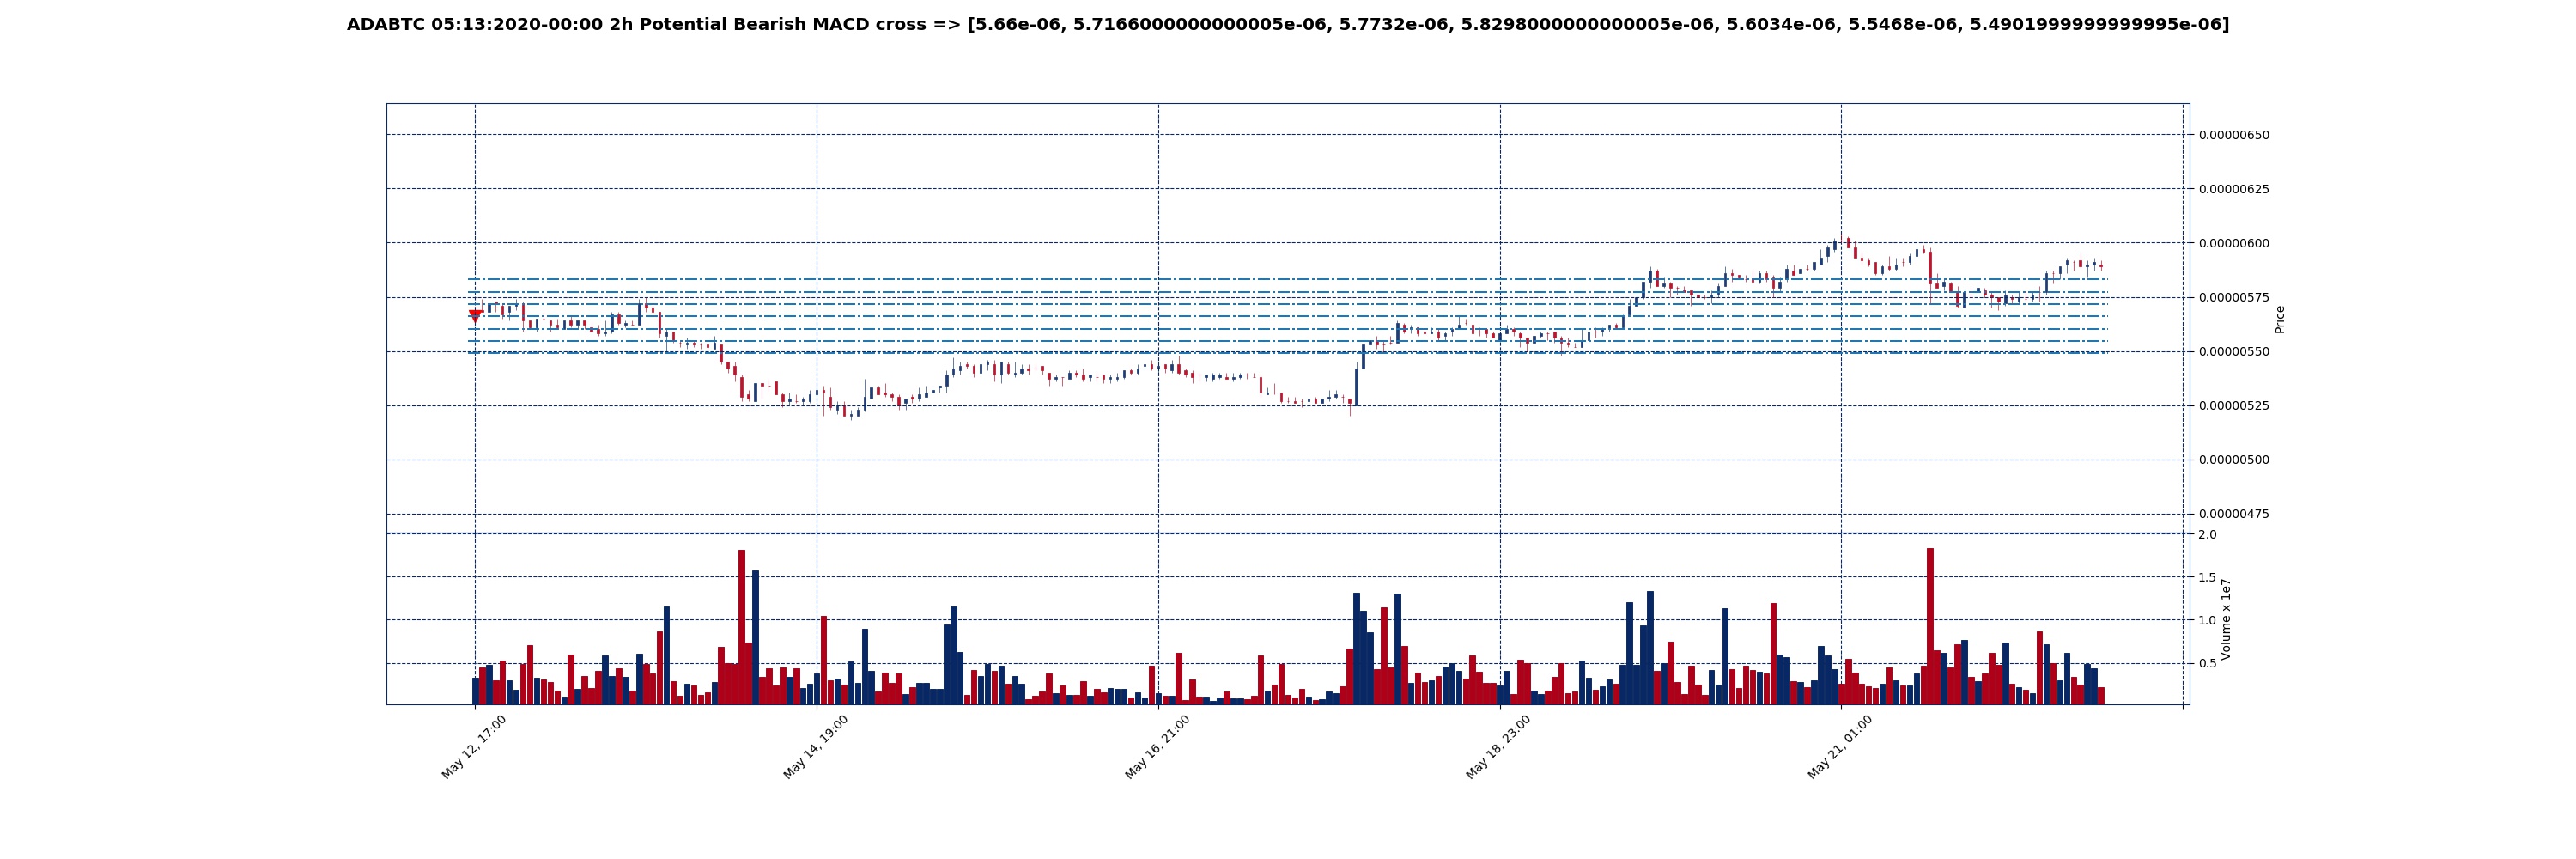 ADABTC 05:13:2020-00:00 2h Potential Bearish MACD cross => [5.66e-06, 5.7166000000000005e-06, 5.7732e-06, 5.8298000000000005e-06, 5.6034e-06, 5.5468e-06, 5.4901999999999995e-06]
0.00000650
0.00000625
0.00000600
0.00000575
0.00000550
0.00000525
0.00000500
0.00000475
Price
2.0
1.5
1.0
0.5
Volume x 1e7
May 12, 17:00
May 14, 19:00
May 16, 21:00
May 18, 23:00
May 21, 01:00